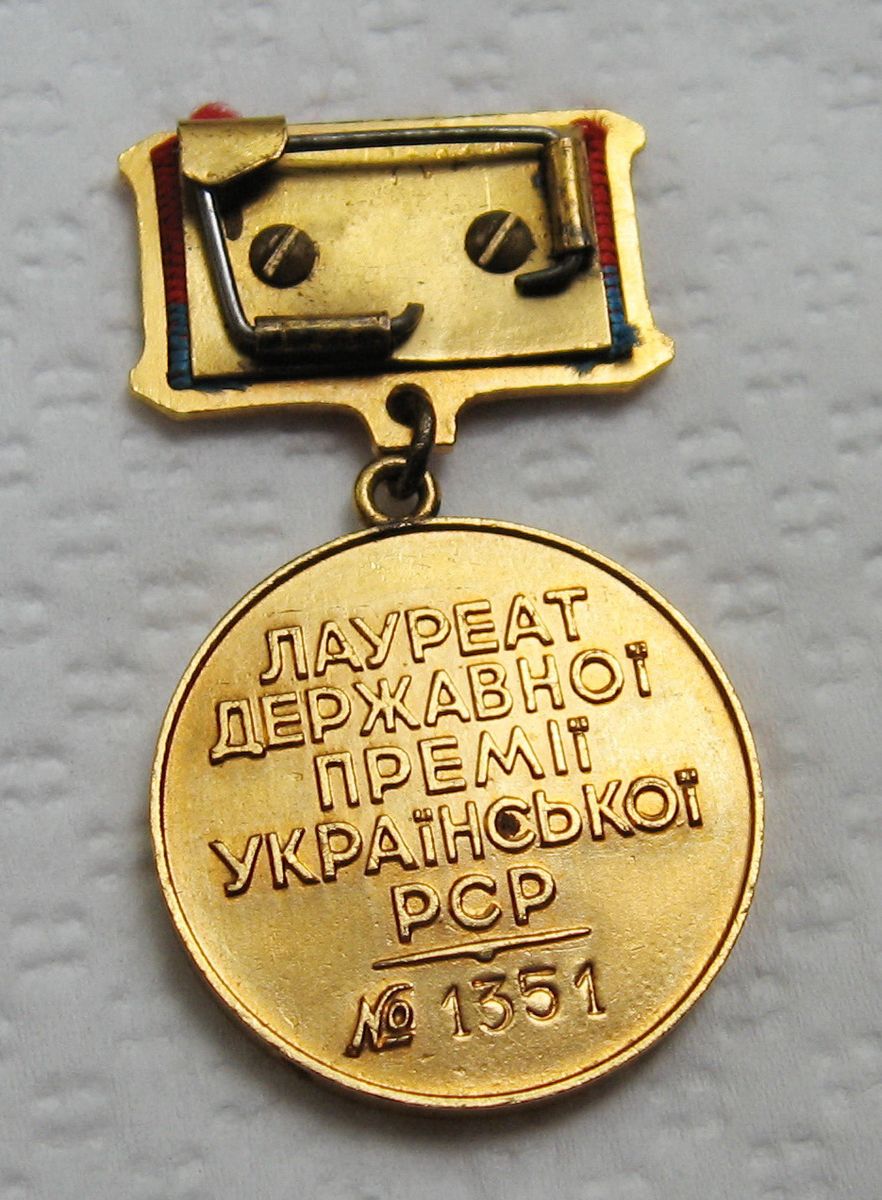 ЛАУРЕАТ
ДЕРЖАВНОЇ
ПРЕМІЇ
УКРАЇНСЬКОЇ
РСР
№ 1351